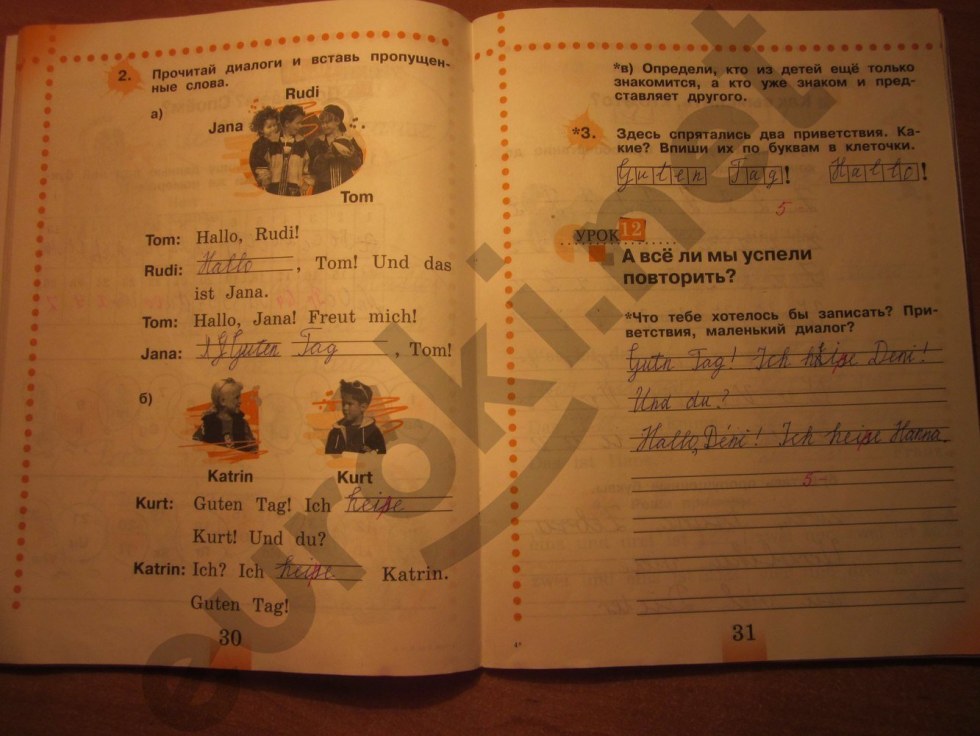 2. Прочитай диалоги и вставь пропущен-
ные слова.
а)
Rudi
Jana
Tom
Tom: Hallo, Rudi!
Rudi: Hallo, Tom! Und das
ist Jana.
Tom: Hallo, Jana! Freut mich!
Jana: Guten Tag, Tom!
б)
Katrin
Kurt
Kurt: Guten Tag! Ich heiße
Kurt! Und du?
Katrin: Ich? Ich heiße Katrin.
Guten Tag!
30
*в) Определи, кто из детей ещё только
знакомится, а кто уже знаком и пред-
ставляет другого.
*3. Здесь спрятались два приветствия. Ка-
кие? Впиши их по буквам в клеточки.
Guten Tag! Hallo!
5
УРОК 12
А всё ли мы успели
повторить?
*Что тебе хотелось бы записать? При-
ветствия, маленький диалог?
Gutn Tag! Ich heiße Deni!
Und du?
Hallo, Deni! Ich heiße Hanna.
5-
31
euroki.net